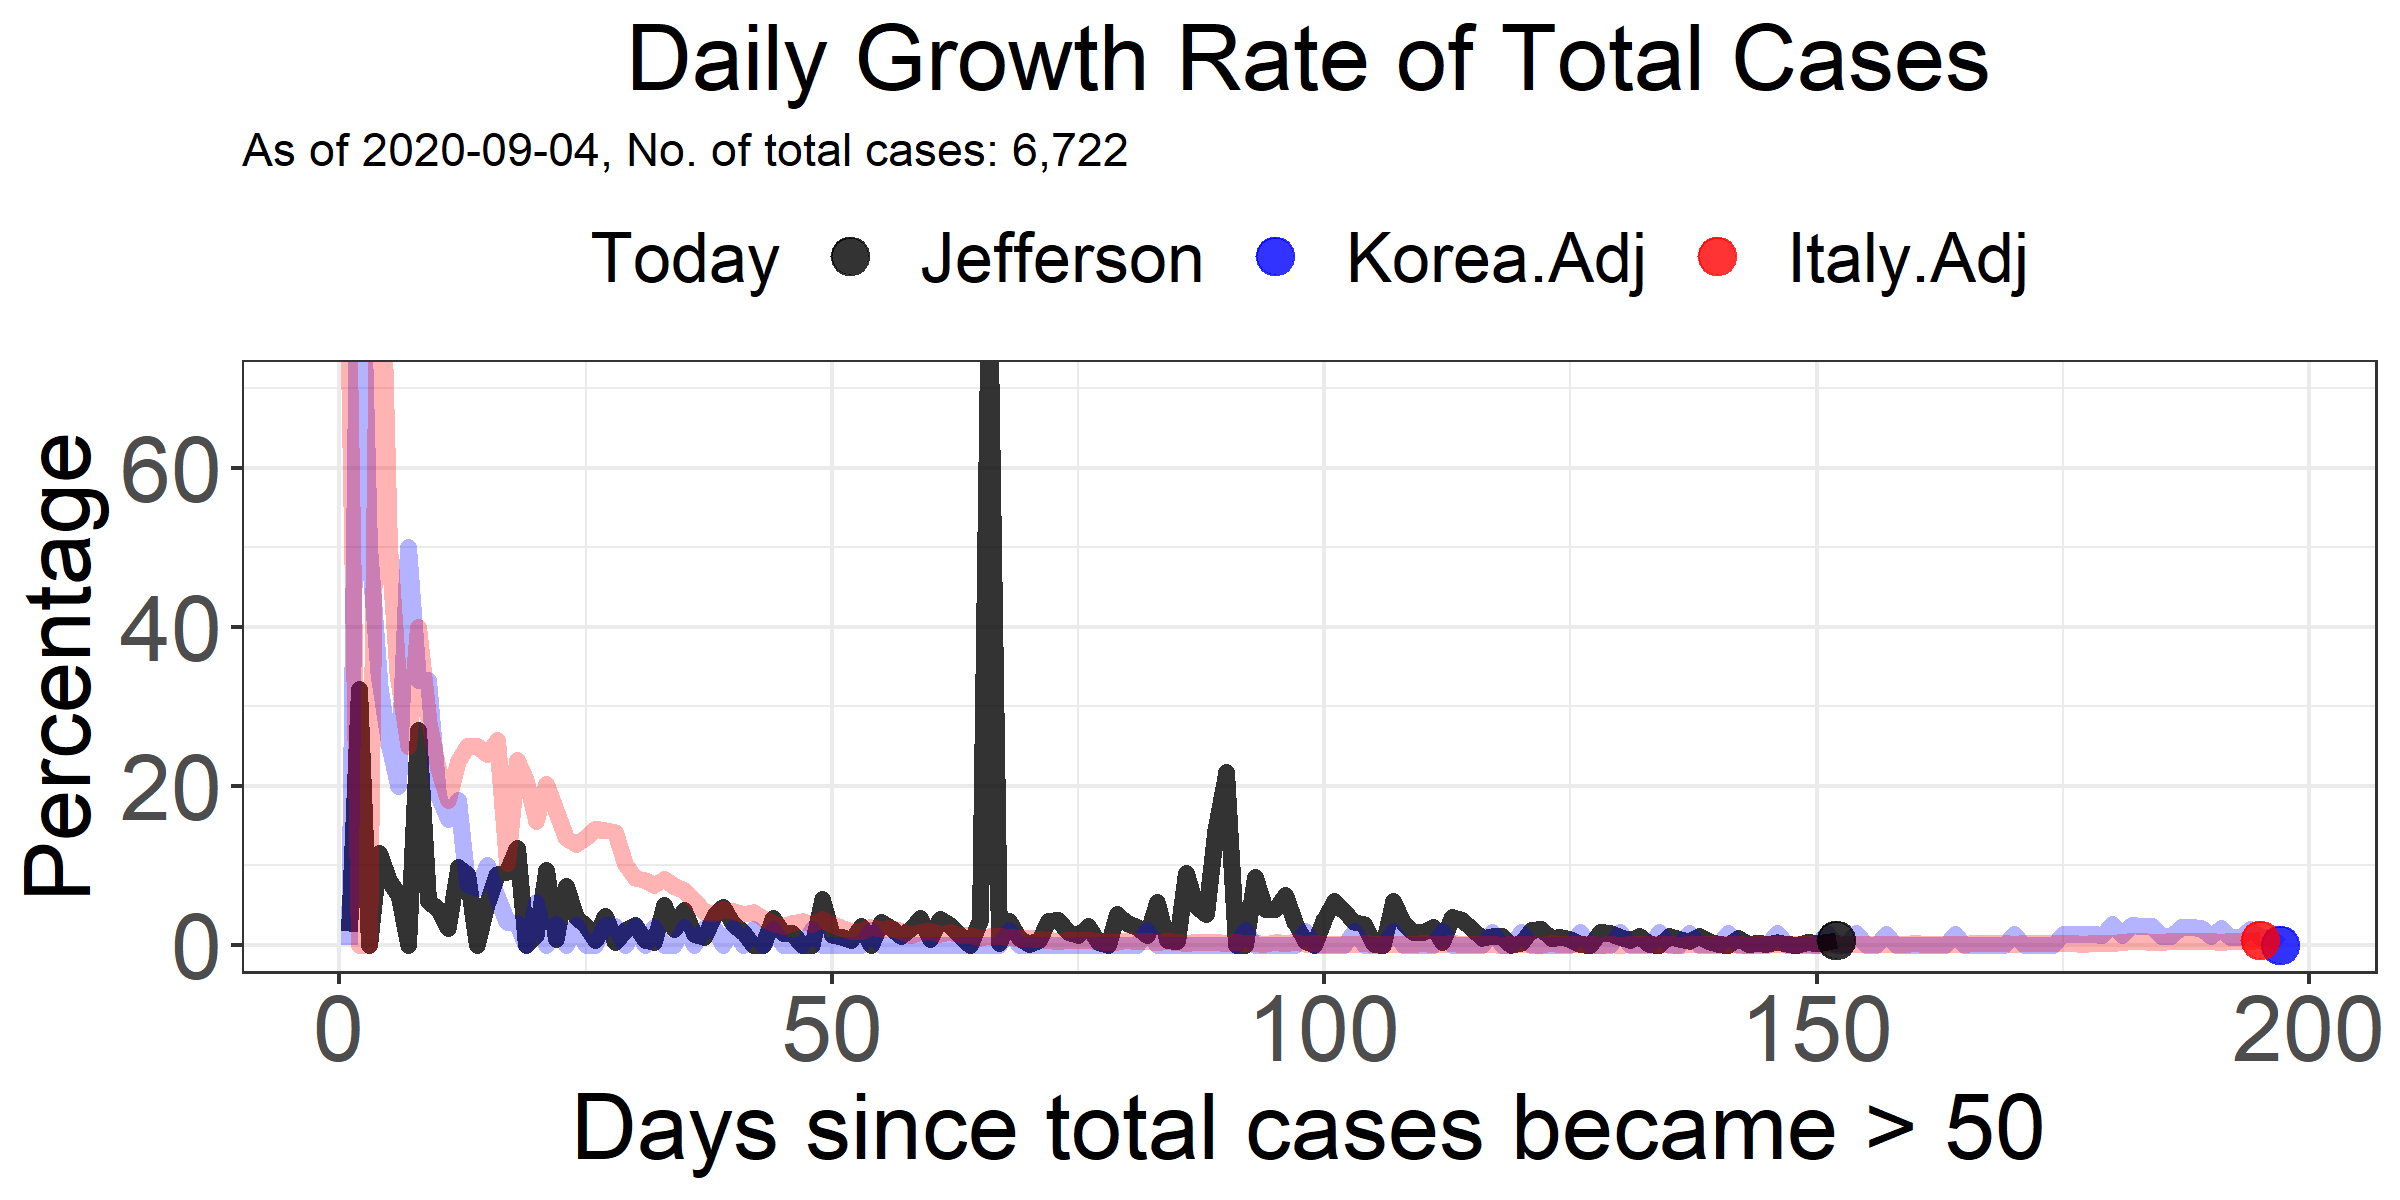 Daily Growth Rate of Total Cases
As of 2020-09-04, No. of total cases: 6,722
Today Jefferson Korea.Adj Italy.Adj
Percentage
60
40
20
0
0 50 100 150 200
Days since total cases became > 50